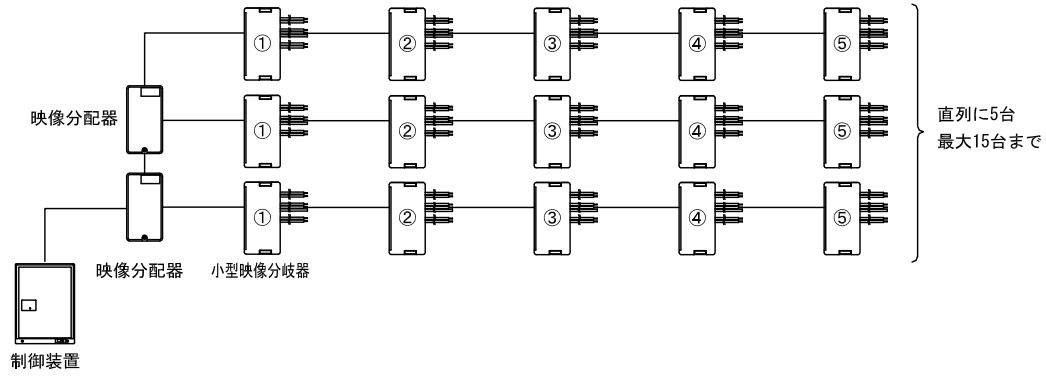 ① ② ③ ④ ⑤
映像分配器
① ② ③ ④ ⑤
直列に5台
最大15台まで
① ② ③ ④ ⑤
映像分配器
小型映像分岐器
制御装置